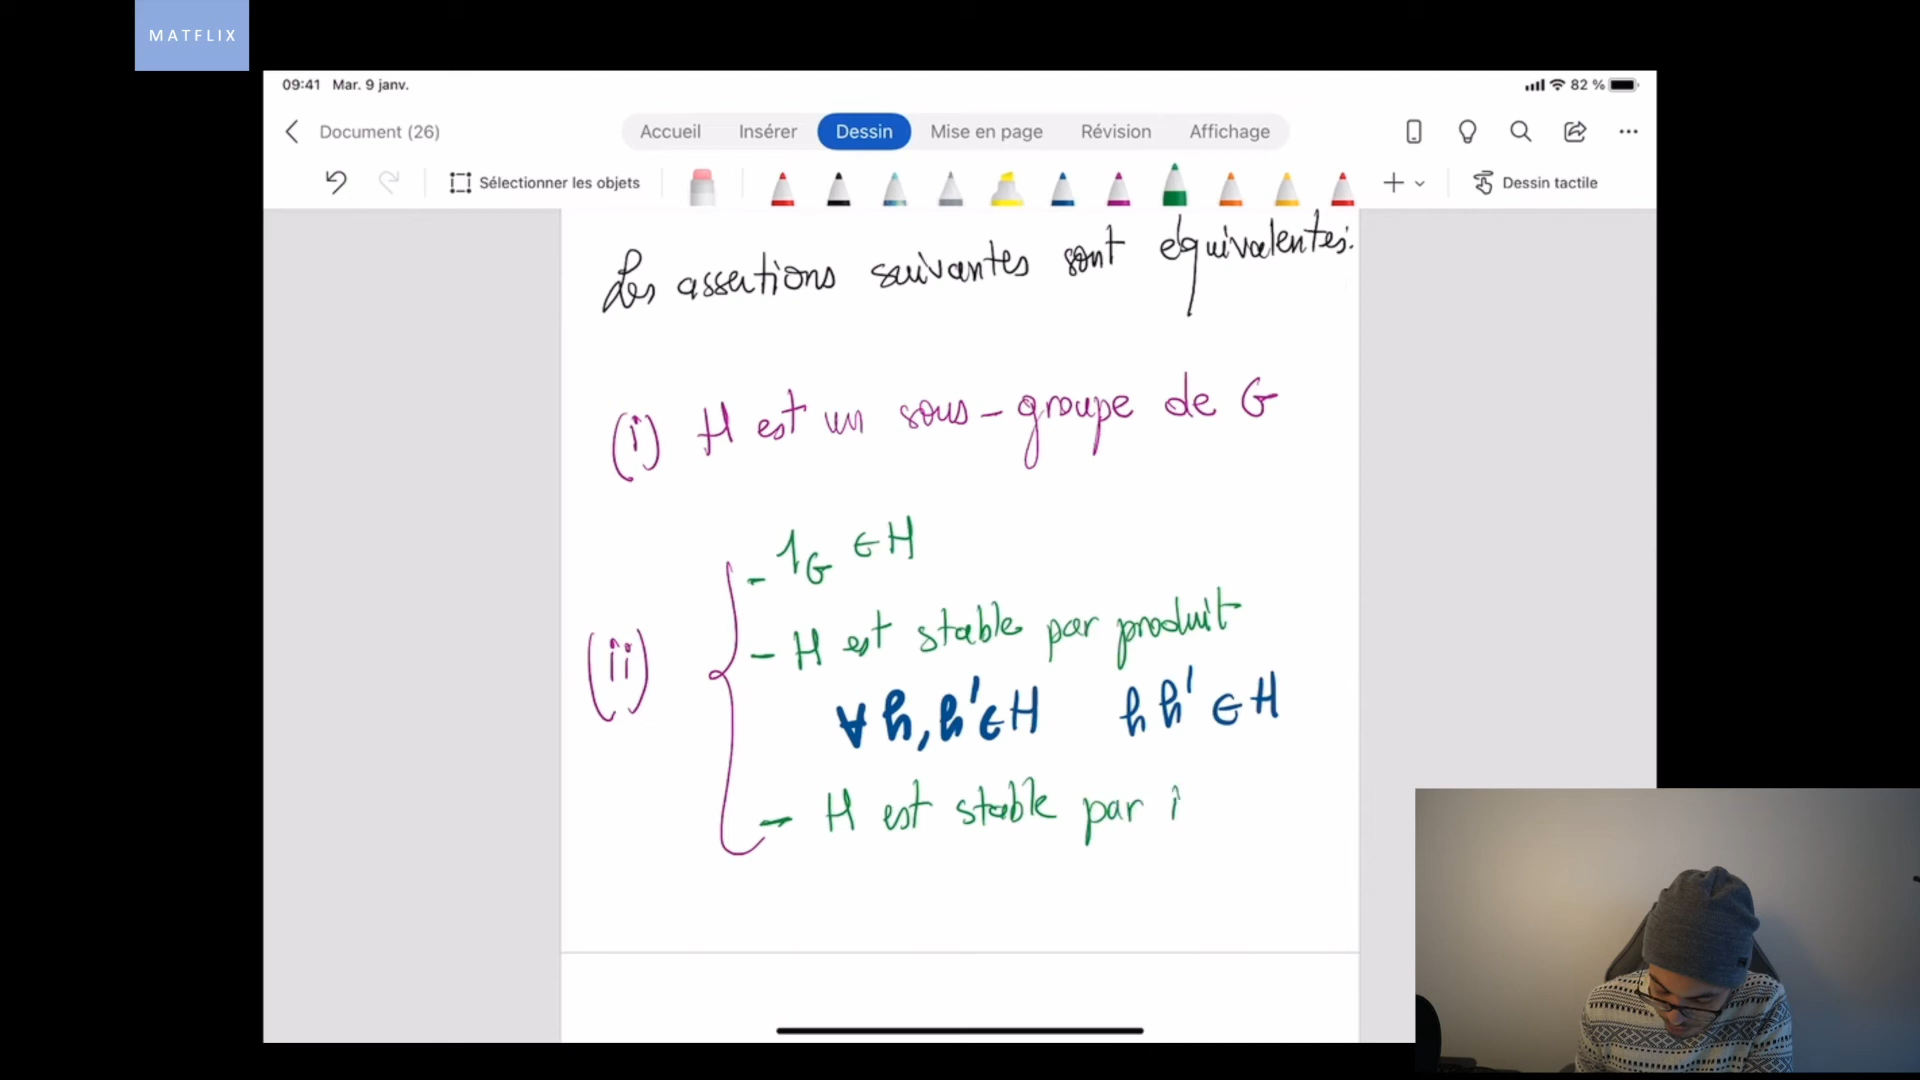 MATFLIX
09:41 Mar. 9 janv. 82 %
Document (26) Accueil Insérer Dessin Mise en page Révision Affichage
Sélectionner les objets Dessin tactile
Les assertions suivantes sont équivalentes:
(i) H est un sous-groupe de G
(ii)
- 1G ∈ H
- H est stable par produit
∀ h, h' ∈ H h h' ∈ H
- H est stable par i